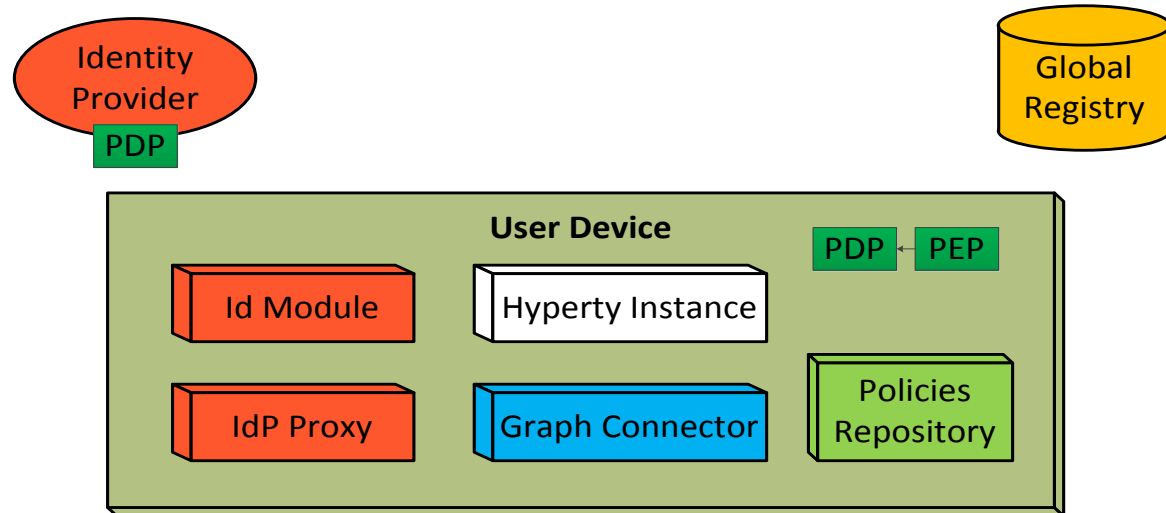 Identity
Provider
PDP
Global
Registry
User Device
PDP
PEP
Id Module
Hyperty Instance
IdP Proxy
Graph Connector
Policies
Repository